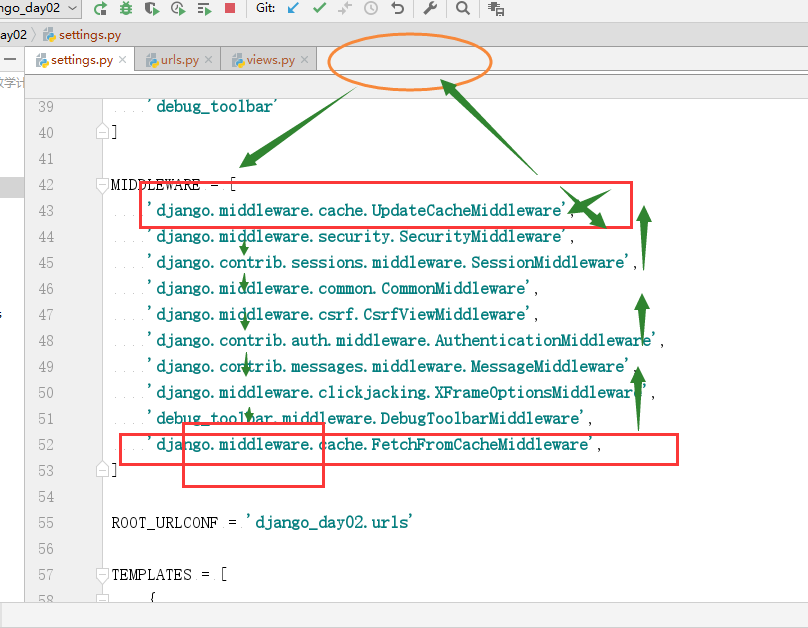 ngo_day02
Git:
ay02
settings.py
settings.py
urls.py
views.py
39 'debug_toolbar'
40 ]
41
42 MIDDLEWARE = [
43 'django.middleware.cache.UpdateCacheMiddleware',
44 'django.middleware.security.SecurityMiddleware',
45 'django.contrib.sessions.middleware.SessionMiddleware',
46 'django.middleware.common.CommonMiddleware',
47 'django.middleware.csrf.CsrfViewMiddleware',
48 'django.contrib.auth.middleware.AuthenticationMiddleware',
49 'django.contrib.messages.middleware.MessageMiddleware',
50 'django.middleware.clickjacking.XFrameOptionsMiddleware',
51 'debug_toolbar.middleware.DebugToolbarMiddleware',
52 'django.middleware.cache.FetchFromCacheMiddleware',
53 ]
54
55 ROOT_URLCONF = 'django_day02.urls'
56
57 TEMPLATES = [
58 {